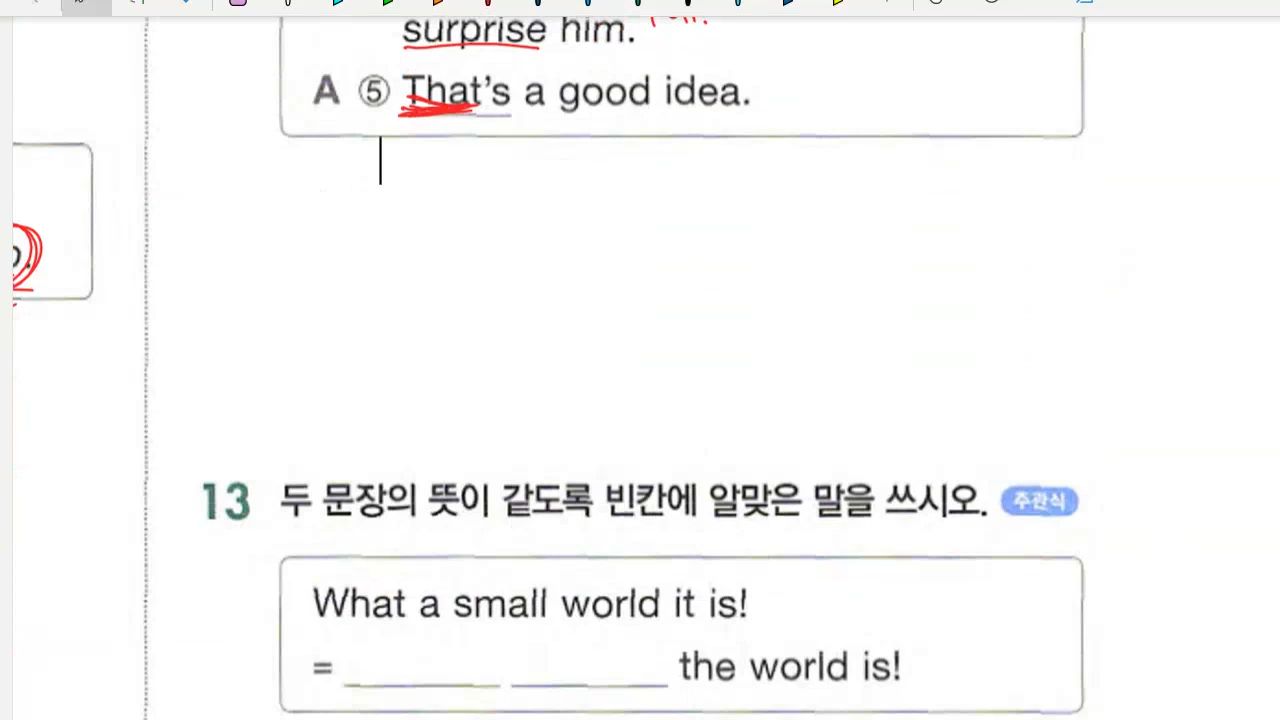 surprise him.
A ⑤ That's a good idea.
13 두 문장의 뜻이 같도록 빈칸에 알맞은 말을 쓰시오. 주관식
What a small world it is!
= ________ ________ the world is!